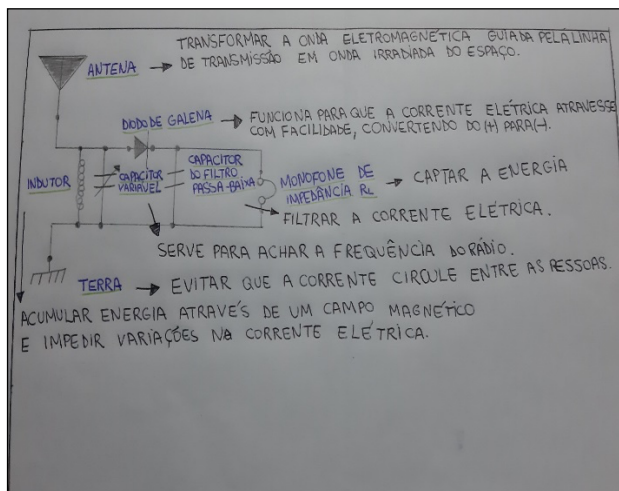 TRANSFORMAR A ONDA ELETROMAGNÉTICA GUIADA PELA LINHA
ANTENA → DE TRANSMISSÃO EM ONDA IRRADIADA DO ESPAÇO.
DIODO DE GALENA → FUNCIONA PARA QUE A CORRENTE ELÉTRICA ATRAVESSE
COM FACILIDADE, CONVERTENDO DO (+) PARA (-).
INDUTOR
CAPACITOR
VARIÁVEL
CAPACITOR
DO FILTRO
PASSA-BAIXA
MONOFONE DE
IMPEDÂNCIA RL → CAPTAR A ENERGIA
FILTRAR A CORRENTE ELÉTRICA.
SERVE PARA ACHAR A FREQUÊNCIA DO RÁDIO.
TERRA → EVITAR QUE A CORRENTE CIRCULE ENTRE AS PESSOAS.
ACUMULAR ENERGIA ATRAVÉS DE UM CAMPO MAGNÉTICO
E IMPEDIR VARIAÇÕES NA CORRENTE ELÉTRICA.